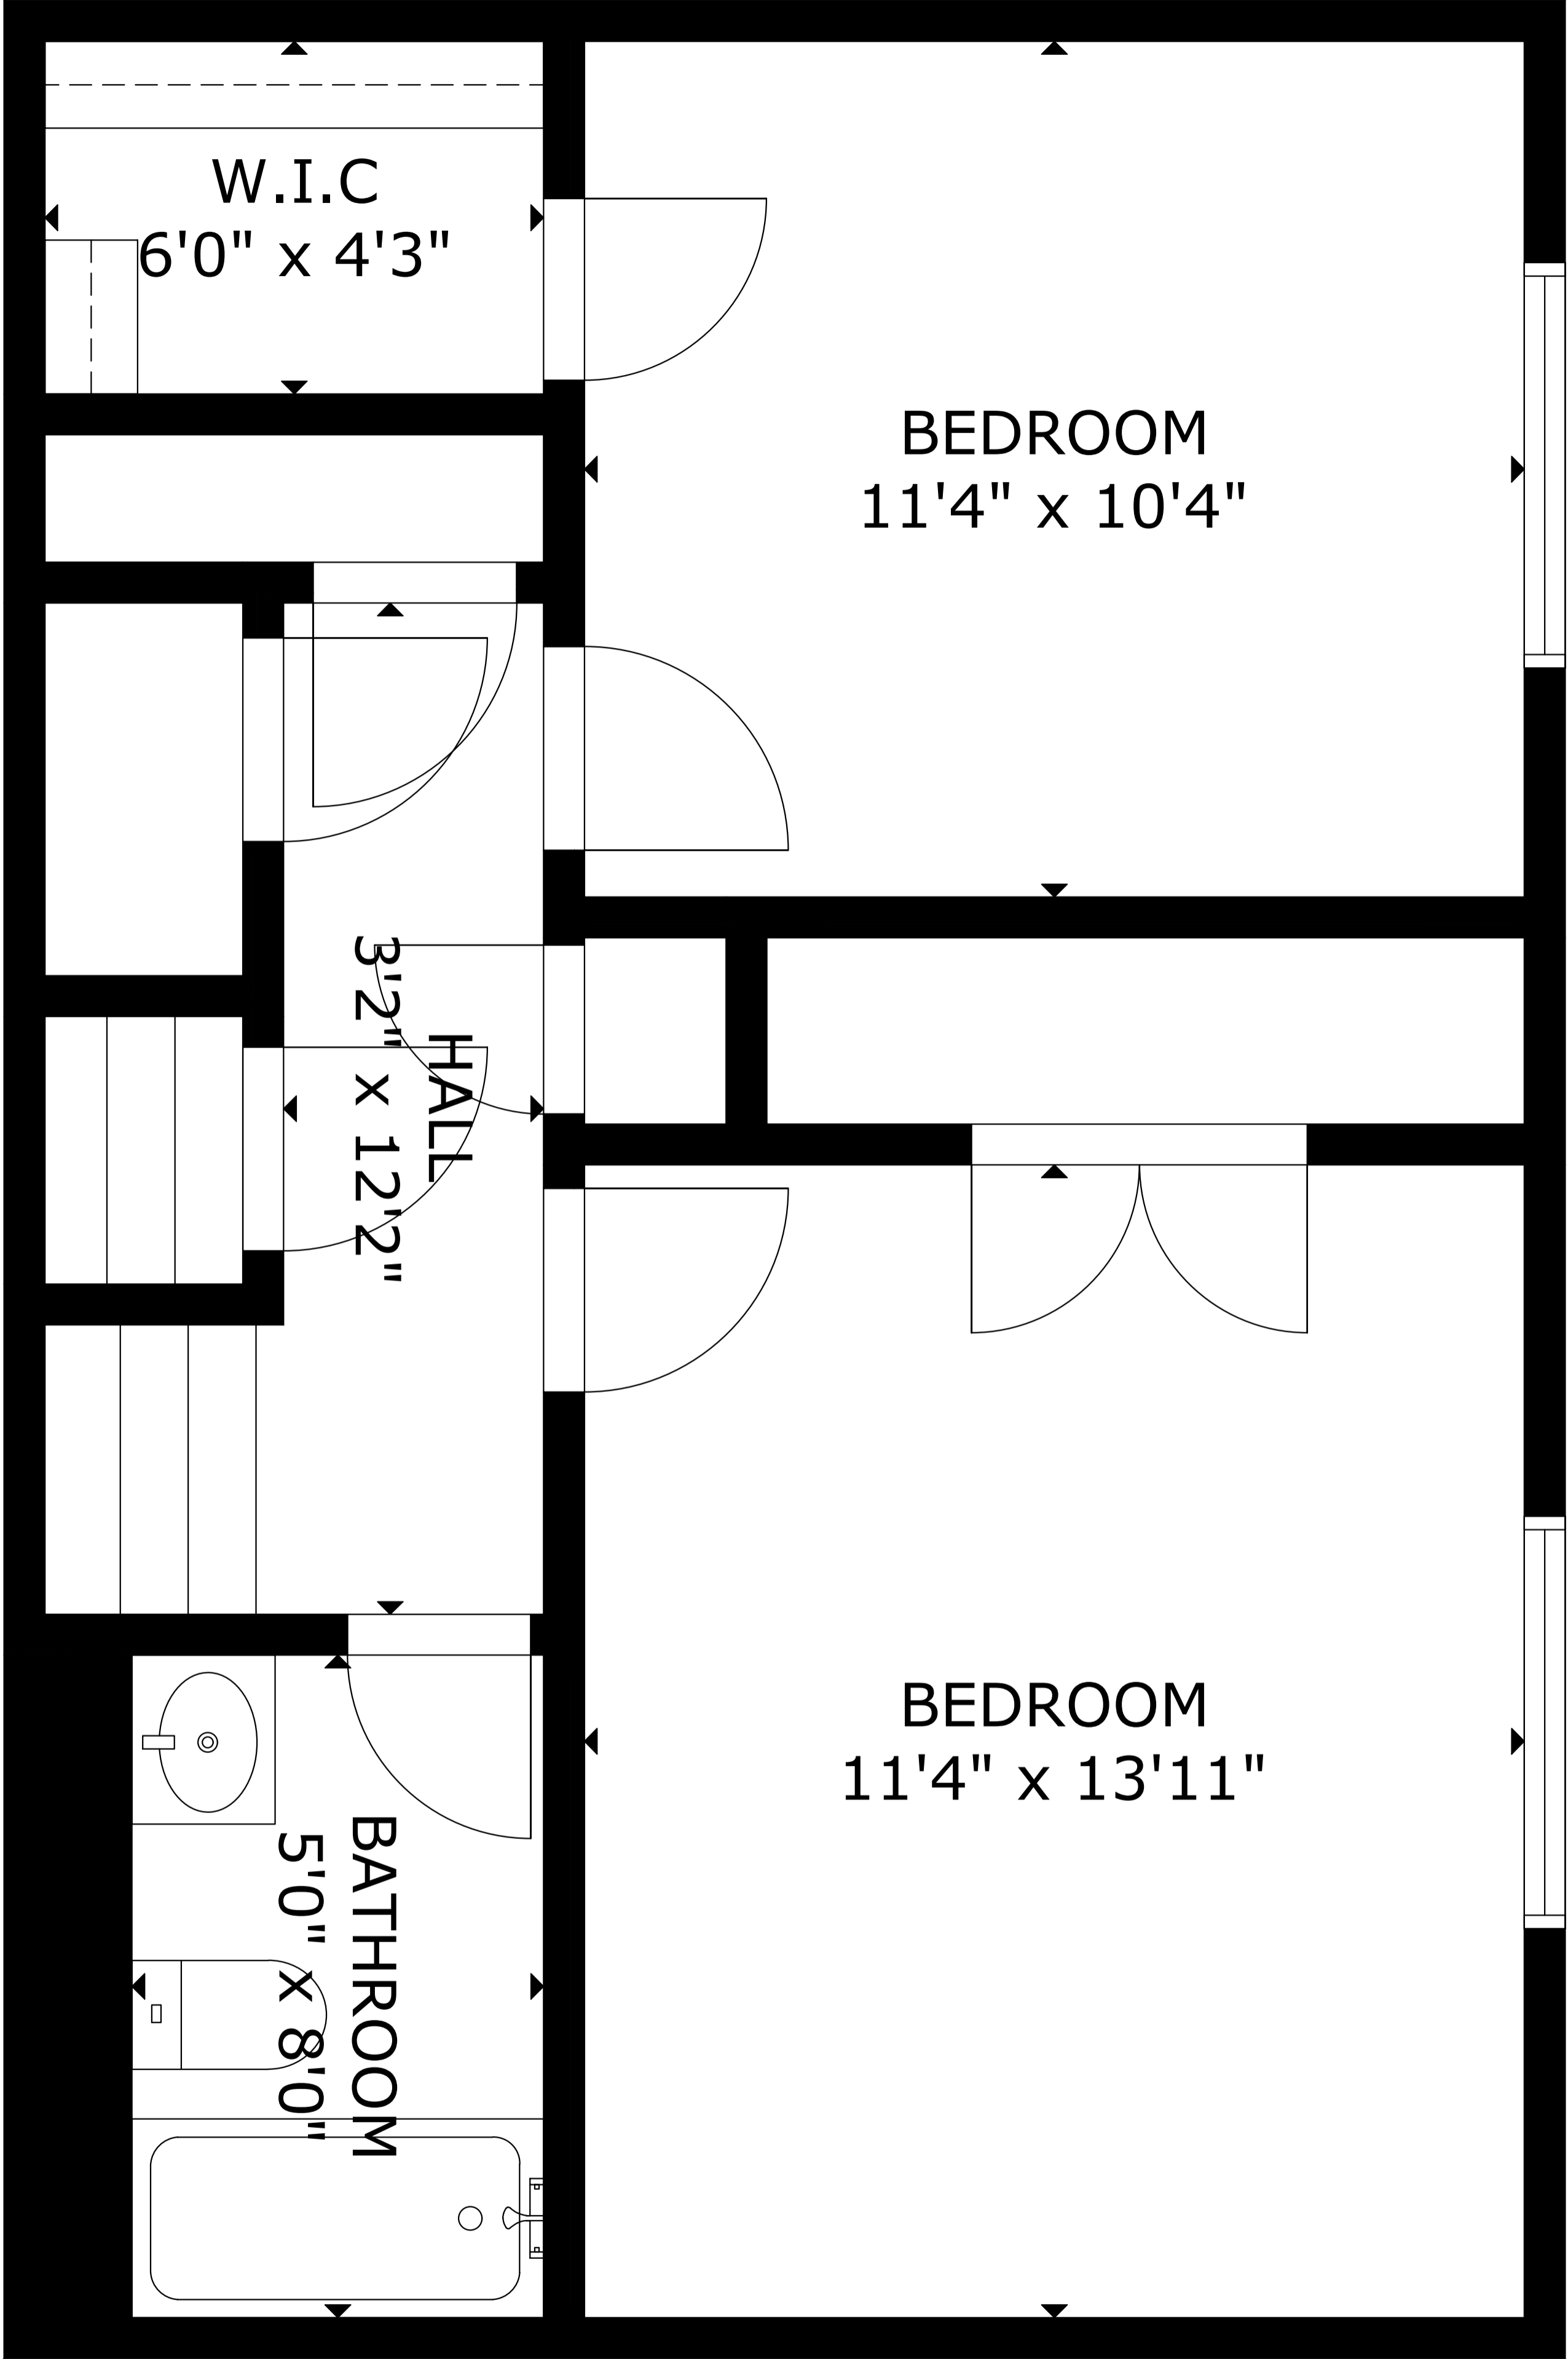 W.I.C
6'0" x 4'3"
BEDROOM
11'4" x 10'4"
HALL
3'2" x 12'2"
BEDROOM
11'4" x 13'11"
BATHROOM
5'0" x 8'0"